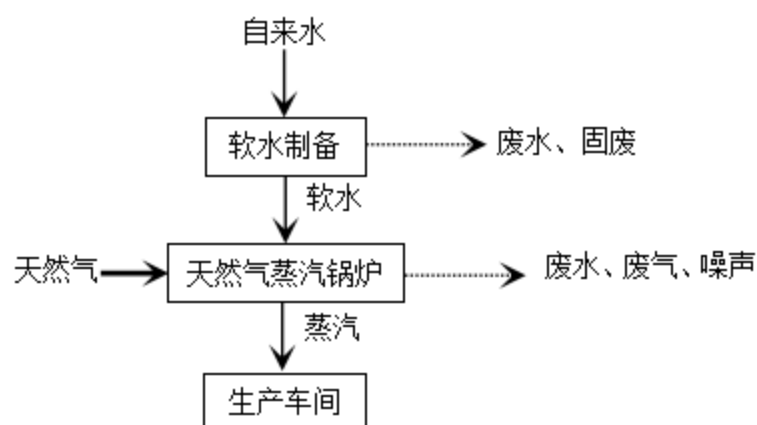 自来水
软水制备
废水、固废
软水
天然气
天然气蒸汽锅炉
废水、废气、噪声
蒸汽
生产车间